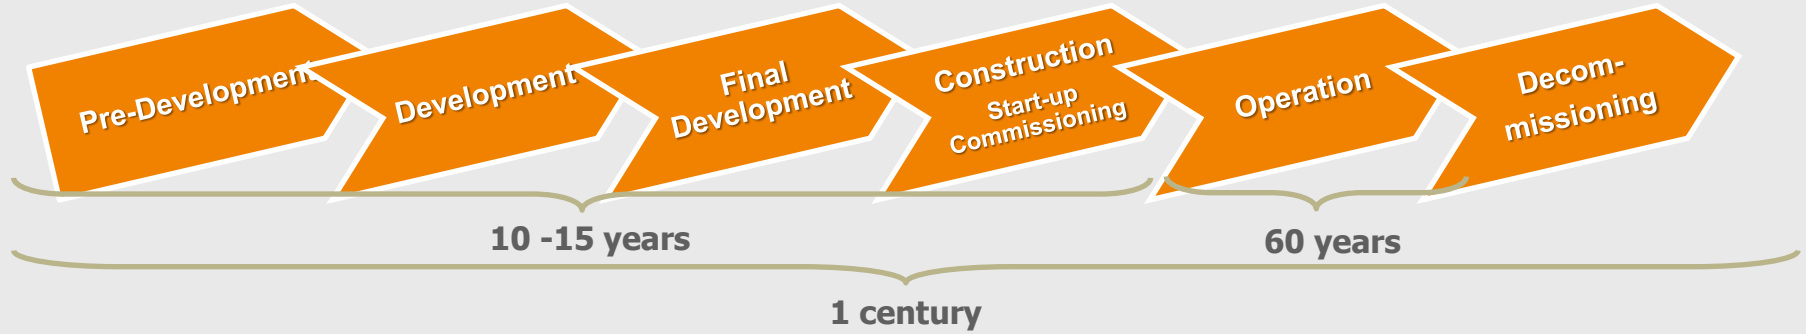 Pre-Development
Development
Final
Development
Construction
Start-up
Commissioning
Operation
Decom-
missioning
10 -15 years
60 years
1 century